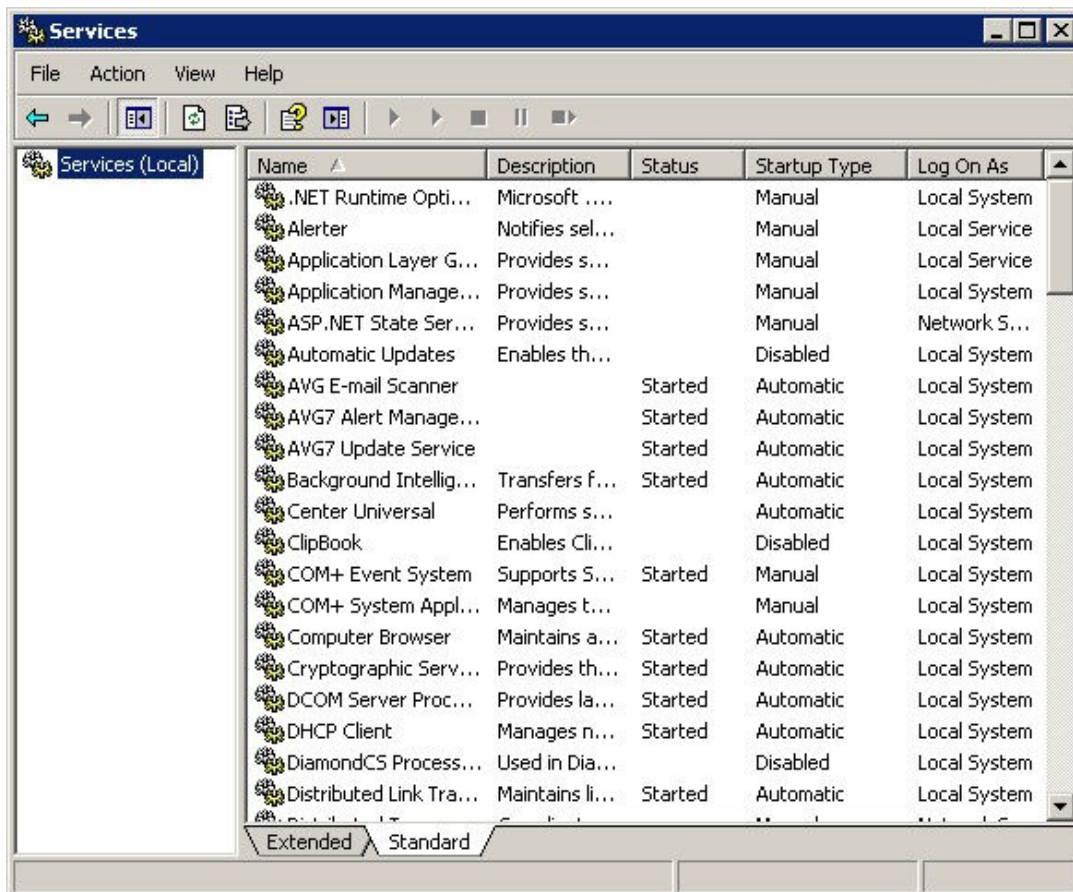 Services
File Action View Help
Services (Local)
Name Description Status Startup Type Log On As
.NET Runtime Opti... Microsoft .... Manual Local System
Alerter Notifies sel... Manual Local Service
Application Layer G... Provides s... Manual Local Service
Application Manage... Provides s... Manual Local System
ASP.NET State Ser... Provides s... Manual Network S...
Automatic Updates Enables th... Disabled Local System
AVG E-mail Scanner Started Automatic Local System
AVG7 Alert Manage... Started Automatic Local System
AVG7 Update Service Started Automatic Local System
Background Intellig... Transfers f... Started Automatic Local System
Center Universal Performs s... Automatic Local System
ClipBook Enables Cli... Disabled Local System
COM+ Event System Supports S... Started Manual Local System
COM+ System Appl... Manages t... Manual Local System
Computer Browser Maintains a... Started Automatic Local System
Cryptographic Serv... Provides th... Started Automatic Local System
DCOM Server Proc... Provides la... Started Automatic Local System
DHCP Client Manages n... Started Automatic Local System
DiamondCS Process... Used in Dia... Disabled Local System
Distributed Link Tra... Maintains li... Started Automatic Local System
Extended Standard